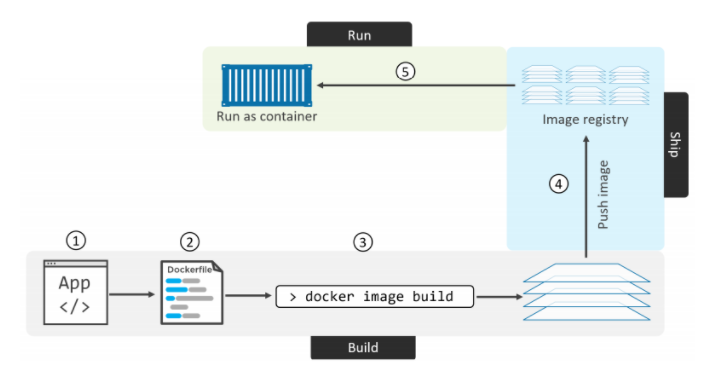 Run
⑤
Run as container
Image registry
Ship
④
Push image
①
②
③
App
</>
Dockerfile
> docker image build
Build